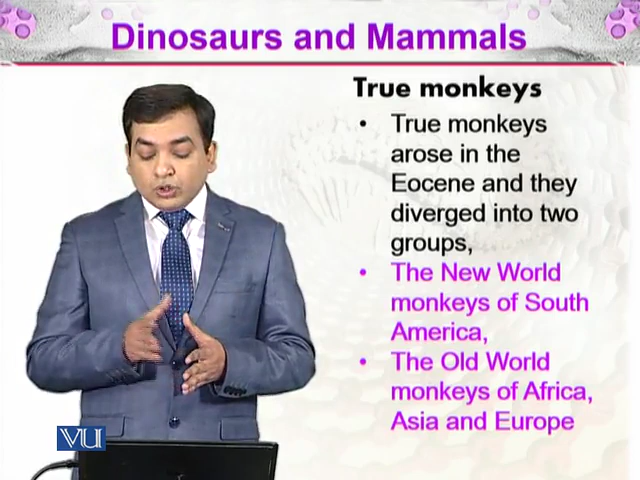 Dinosaurs and Mammals
True monkeys
• True monkeys
arose in the
Eocene and they
diverged into two
groups,
• The New World
monkeys of South
America,
• The Old World
monkeys of Africa,
Asia and Europe
VU